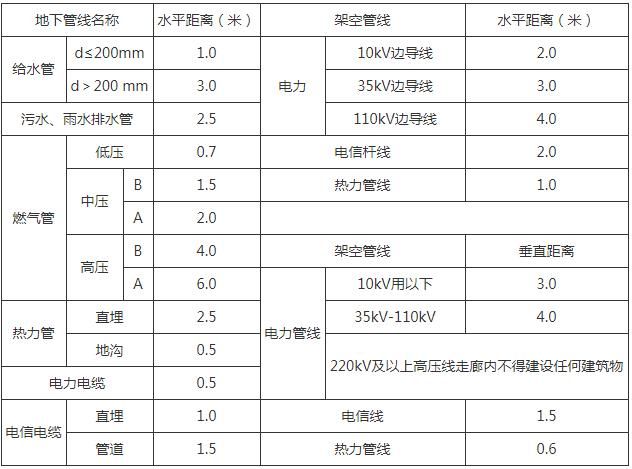 地下管线名称 水平距离（米） 架空管线 水平距离（米）
给水管 d≤200mm 1.0 电力 10kV边导线 2.0
d＞200 mm 3.0 35kV边导线 3.0
污水、雨水排水管 2.5 110kV边导线 4.0
燃气管 低压 0.7 电信杆线 2.0
中压 B 1.5 热力管线 1.0
A 2.0
高压 B 4.0 架空管线 垂直距离
A 6.0 电力管线 10kV用以下 3.0
热力管 直埋 2.5 35kV-110kV 4.0
地沟 0.5 220kV及以上高压线走廊内不得建设任何建筑物
电力电缆 0.5
电信电缆 直埋 1.0 电信线 1.5
管道 1.5 热力管线 0.6